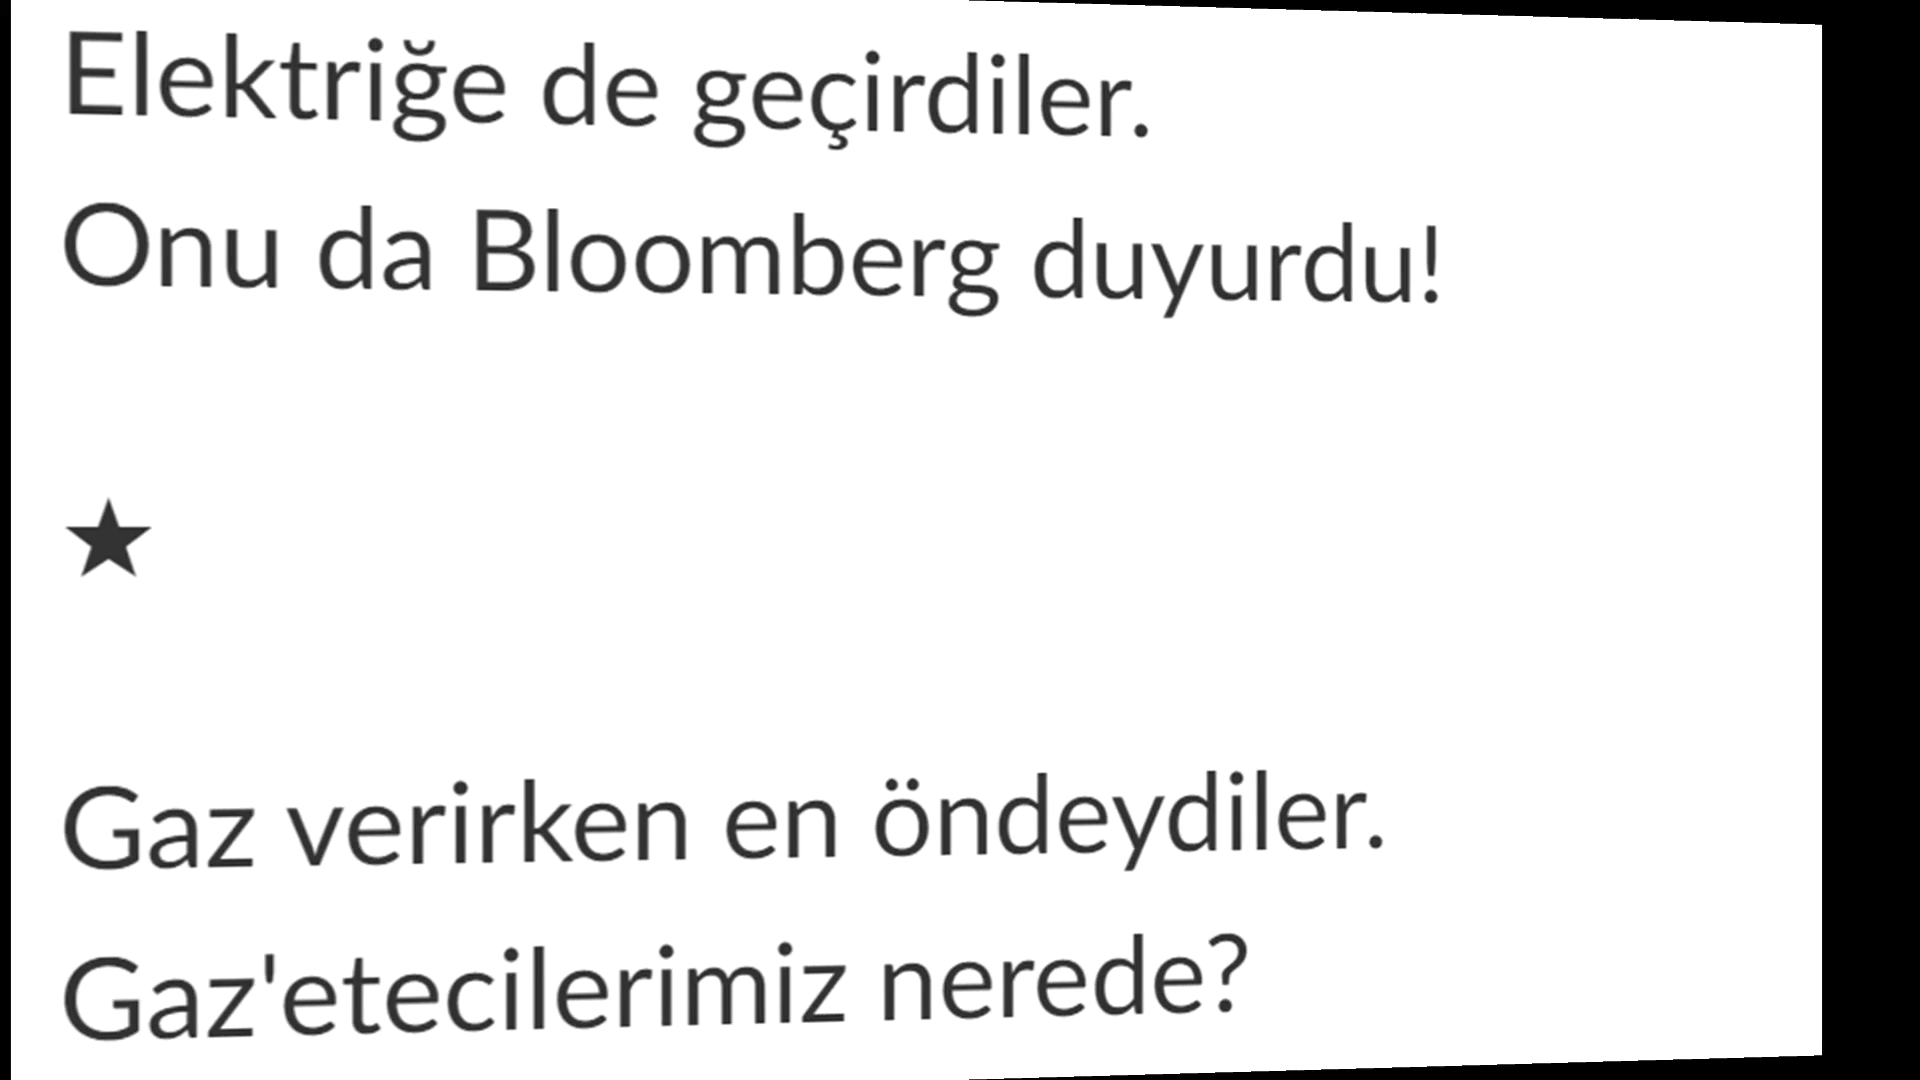 Elektriğe de geçirdiler.
Onu da Bloomberg duyurdu!
★
Gaz verirken en öndeydiler.
Gaz'etecilerimiz nerede?